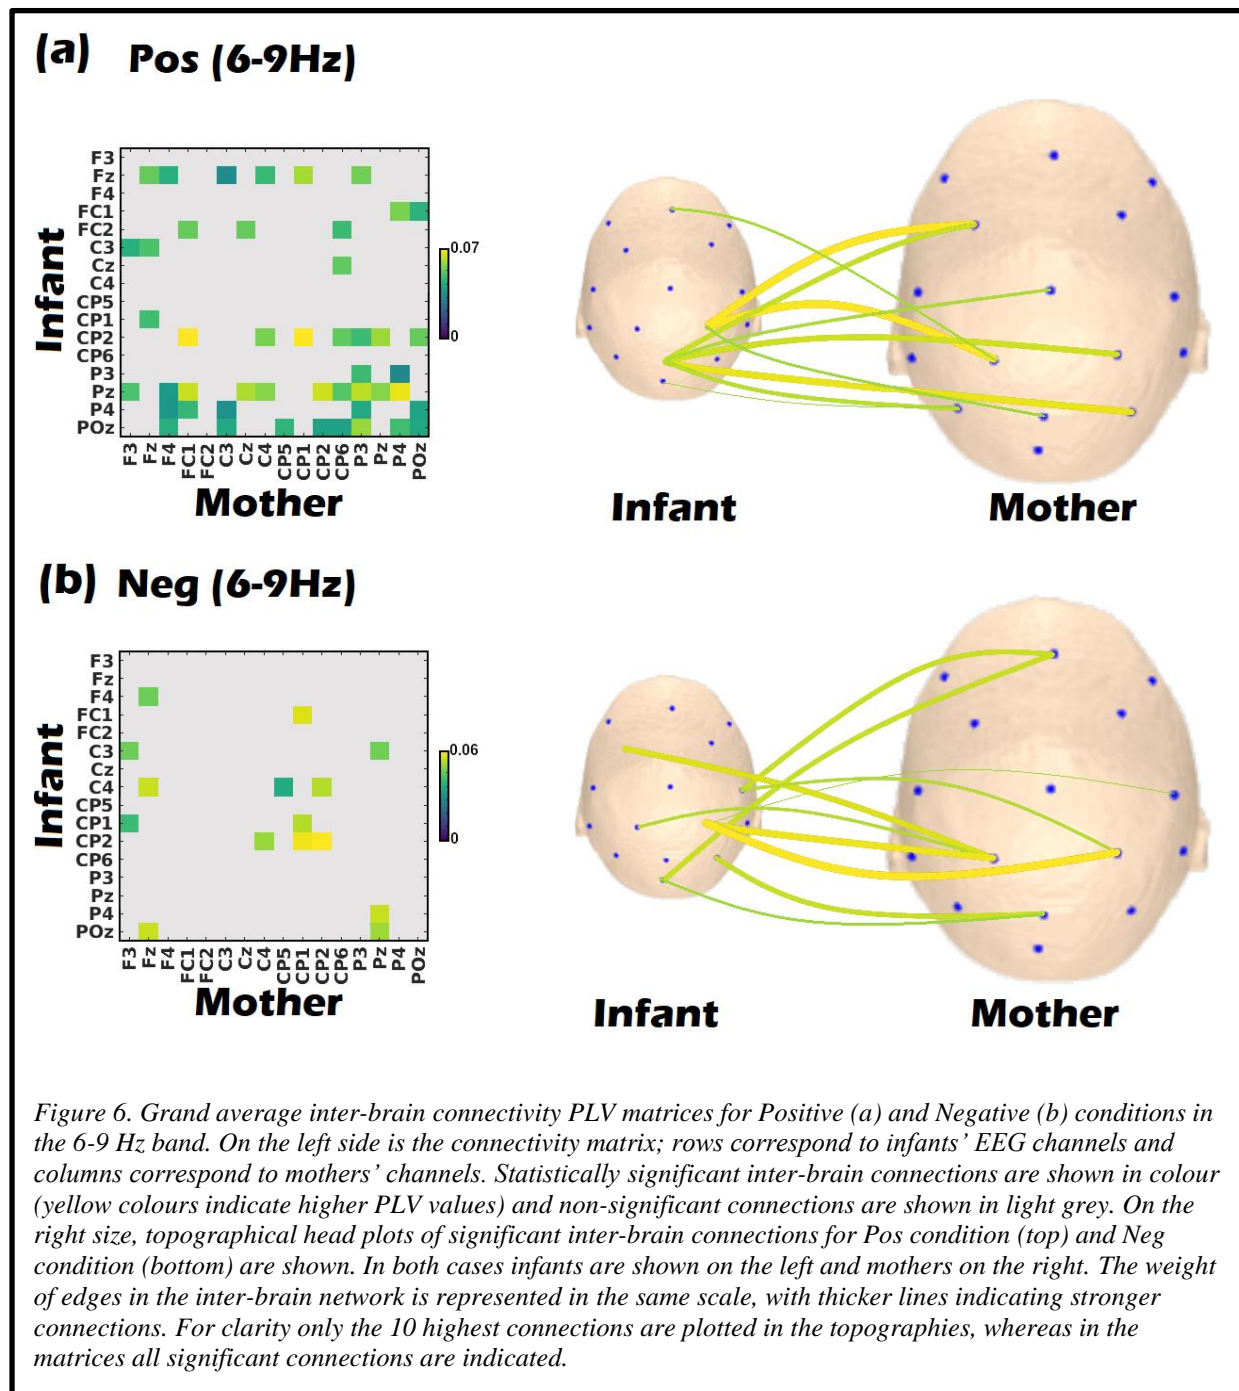 (a) Pos (6-9Hz)
F3
Fz
F4
FC1
FC2
C3
Cz
C4
CP5
CP1
CP2
CP6
P3
Pz
P4
POz
Infant
0.07
0
F3 Fz F4 FC1 FC2 C3 Cz C4 CP5 CP1 CP2 CP6 P3 Pz P4 POz
Mother
Infant Mother
(b) Neg (6-9Hz)
F3
Fz
F4
FC1
FC2
C3
Cz
C4
CP5
CP1
CP2
CP6
P3
Pz
P4
POz
Infant
0.06
0
F3 Fz F4 FC1 FC2 C3 Cz C4 CP5 CP1 CP2 CP6 P3 Pz P4 POz
Mother
Infant Mother
Figure 6. Grand average inter-brain connectivity PLV matrices for Positive (a) and Negative (b) conditions in
the 6-9 Hz band. On the left side is the connectivity matrix; rows correspond to infants' EEG channels and
columns correspond to mothers' channels. Statistically significant inter-brain connections are shown in colour
(yellow colours indicate higher PLV values) and non-significant connections are shown in light grey. On the
right size, topographical head plots of significant inter-brain connections for Pos condition (top) and Neg
condition (bottom) are shown. In both cases infants are shown on the left and mothers on the right. The weight
of edges in the inter-brain network is represented in the same scale, with thicker lines indicating stronger
connections. For clarity only the 10 highest connections are plotted in the topographies, whereas in the
matrices all significant connections are indicated.